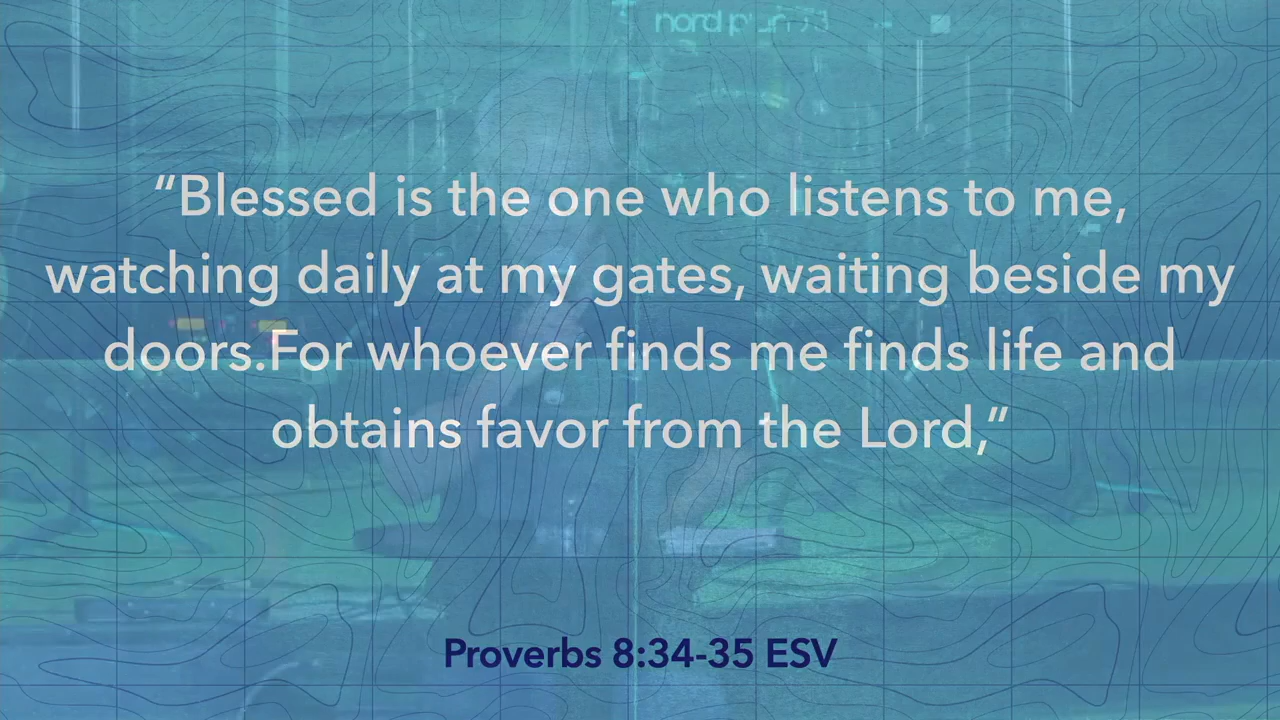 nord
“Blessed is the one who listens to me,
watching daily at my gates, waiting beside my
doors.For whoever finds me finds life and
obtains favor from the Lord,”
Proverbs 8:34-35 ESV